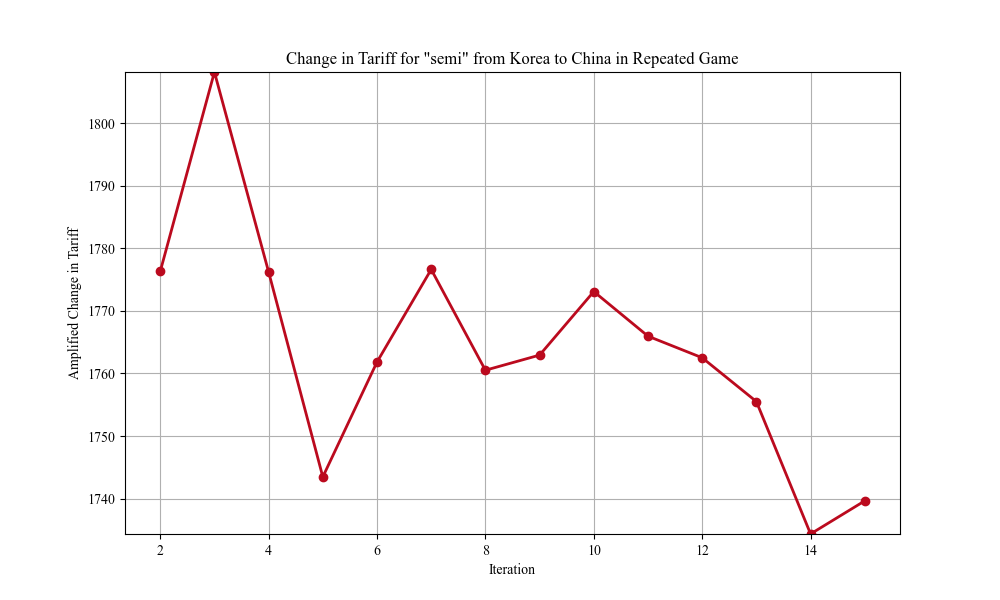 Change in Tariff for "semi" from Korea to China in Repeated Game
Amplified Change in Tariff
1800
1790
1780
1770
1760
1750
1740
2 4 6 8 10 12 14
Iteration